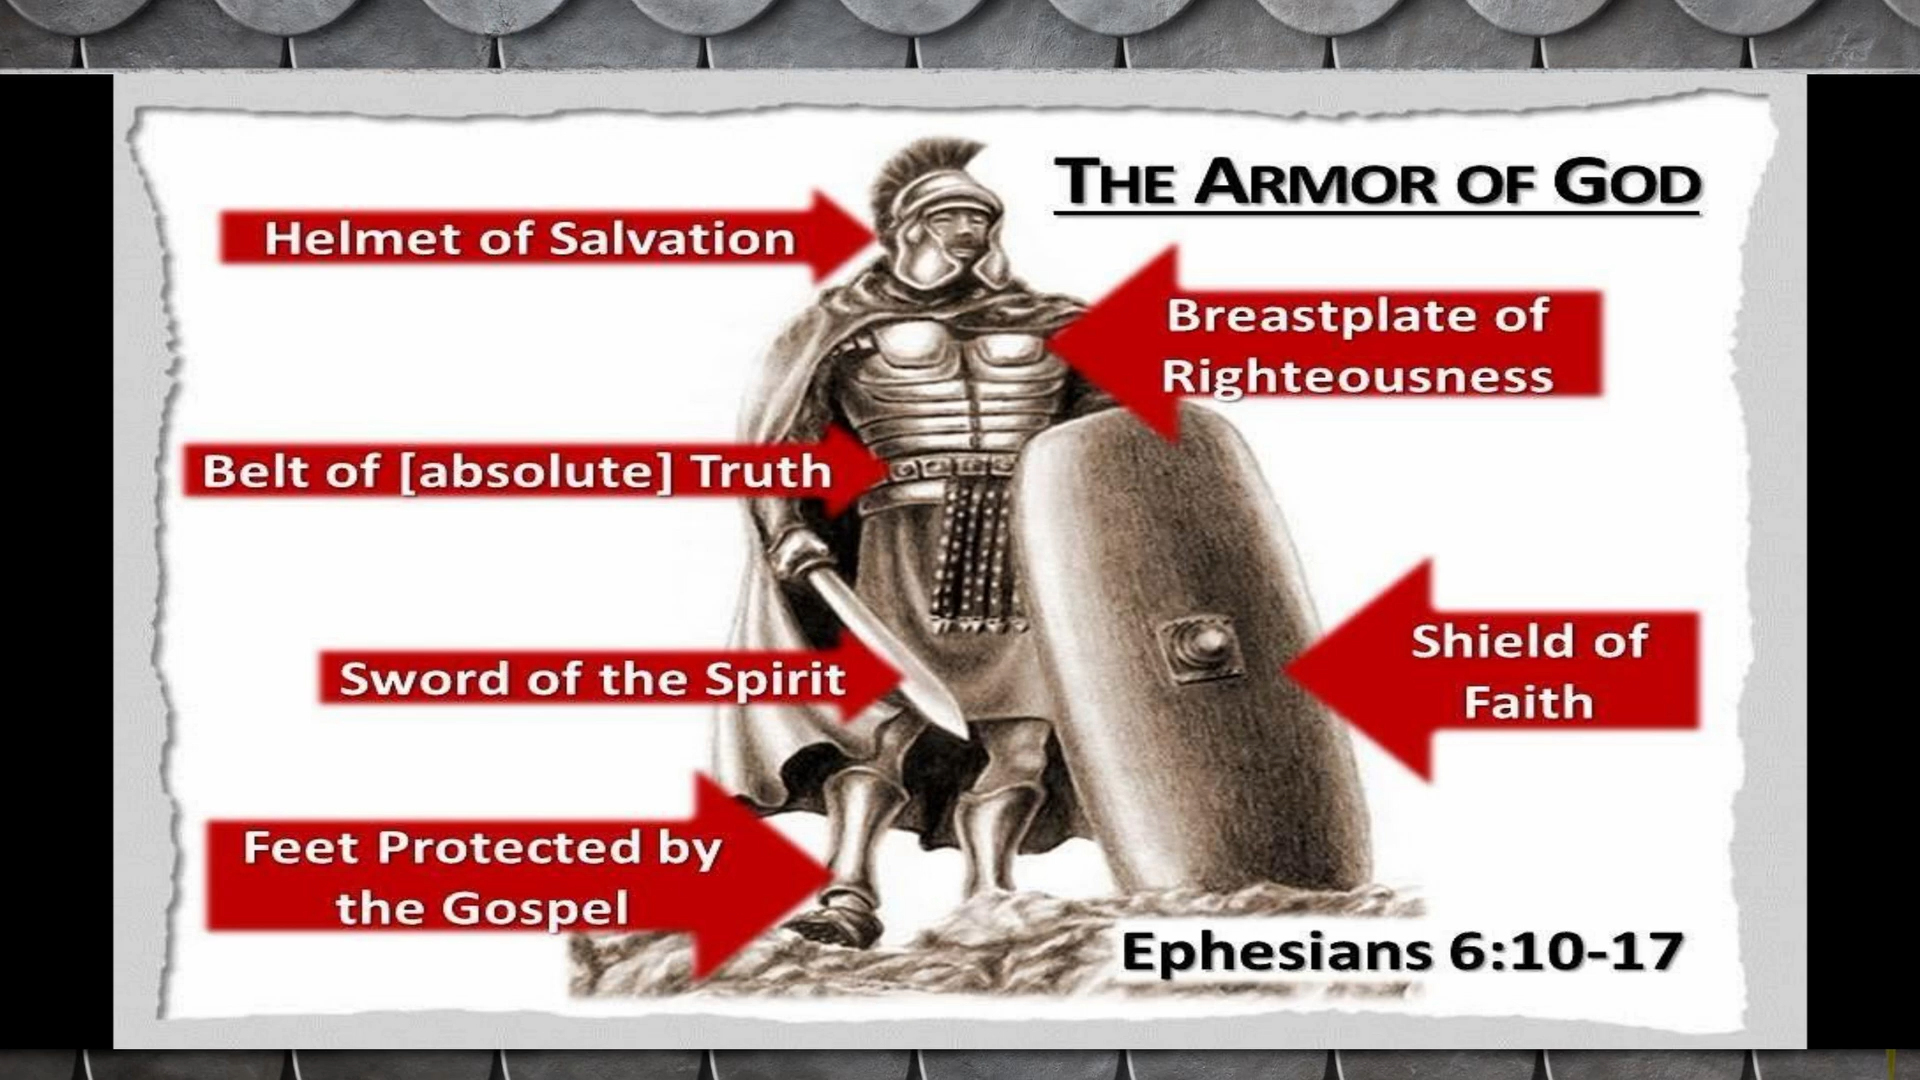 THE ARMOR OF GOD
Helmet of Salvation
Breastplate of
Righteousness
Belt of [absolute] Truth
Sword of the Spirit
Shield of
Faith
Feet Protected by
the Gospel
Ephesians 6:10-17